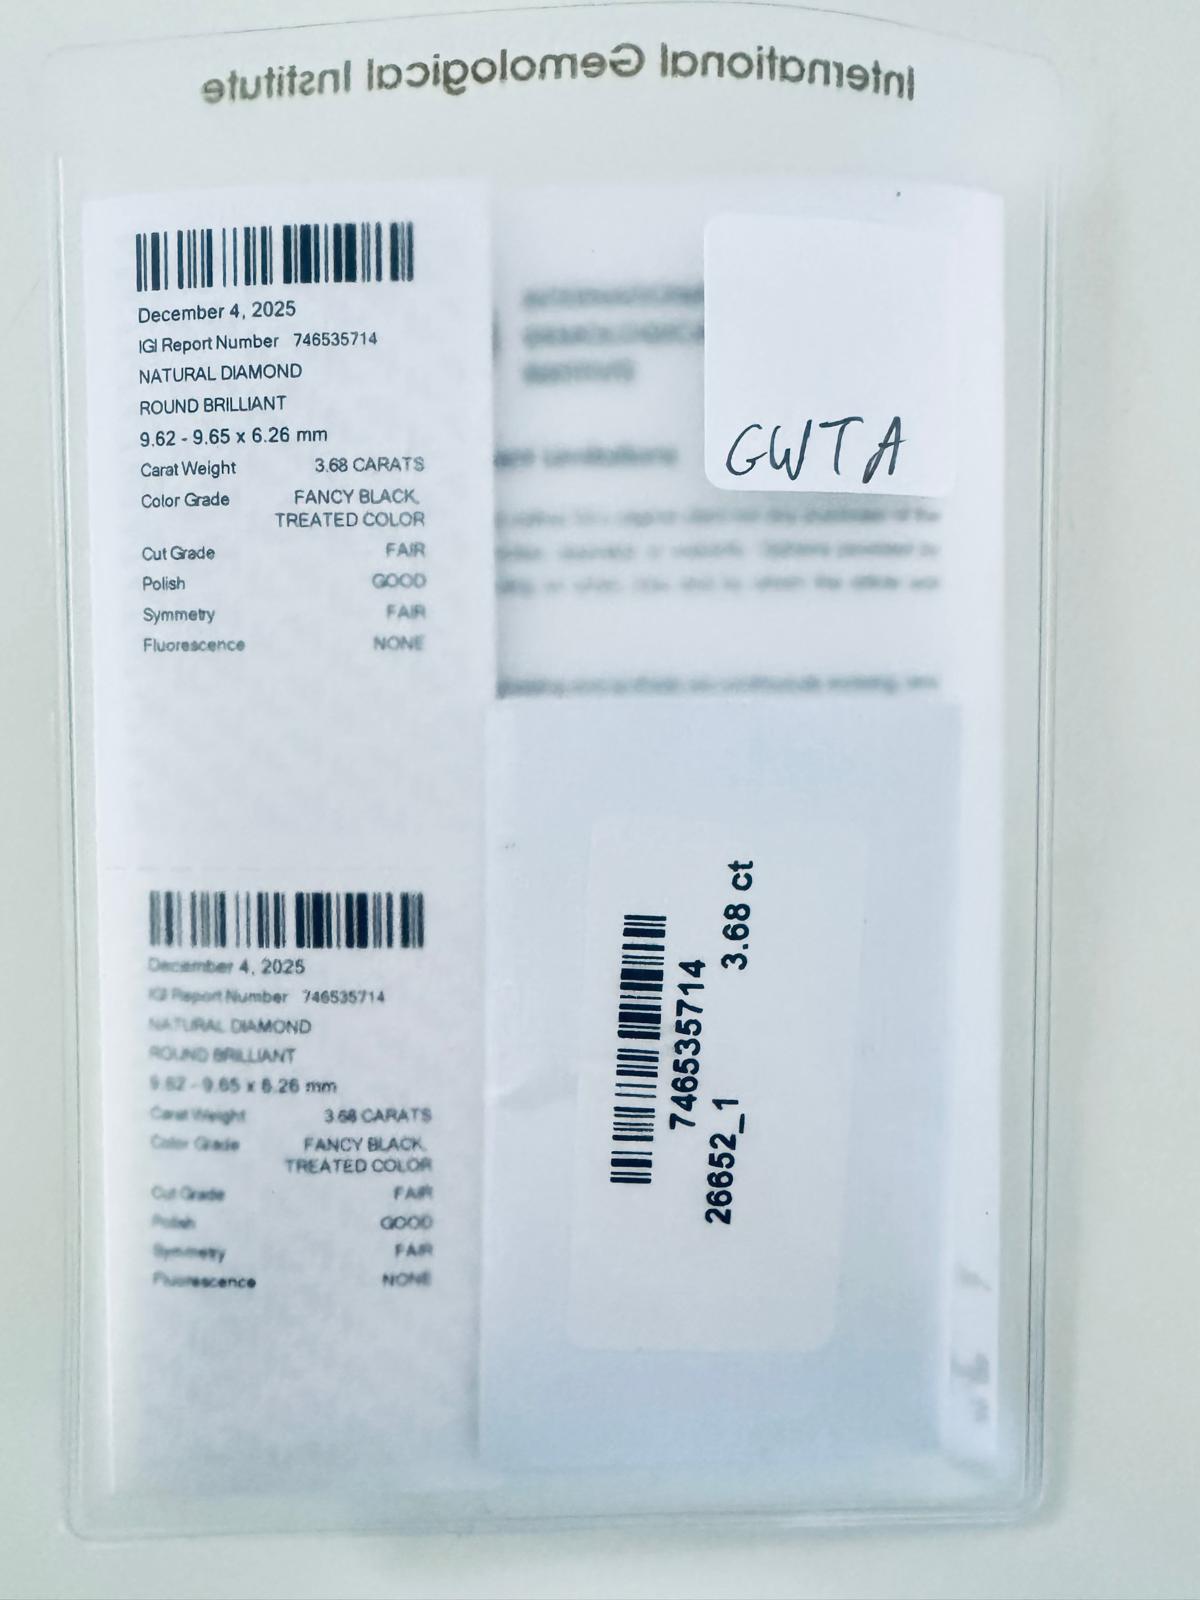 International Gemological Institute
December 4, 2025
IGI Report Number 746535714
NATURAL DIAMOND
ROUND BRILLIANT
9.62 - 9.65 x 6.26 mm
Carat Weight 3.68 CARATS
Color Grade FANCY BLACK,
TREATED COLOR
Cut Grade FAIR
Polish GOOD
Symmetry FAIR
Fluorescence NONE
GWTA
December 4, 2025
IGI Report Number 746535714
NATURAL DIAMOND
ROUND BRILLIANT
9.62 - 9.65 x 6.26 mm
Carat Weight 3.68 CARATS
Color Grade FANCY BLACK,
TREATED COLOR
Cut Grade FAIR
Polish GOOD
Symmetry FAIR
Fluorescence NONE
746535714
26652_1 3.68 ct